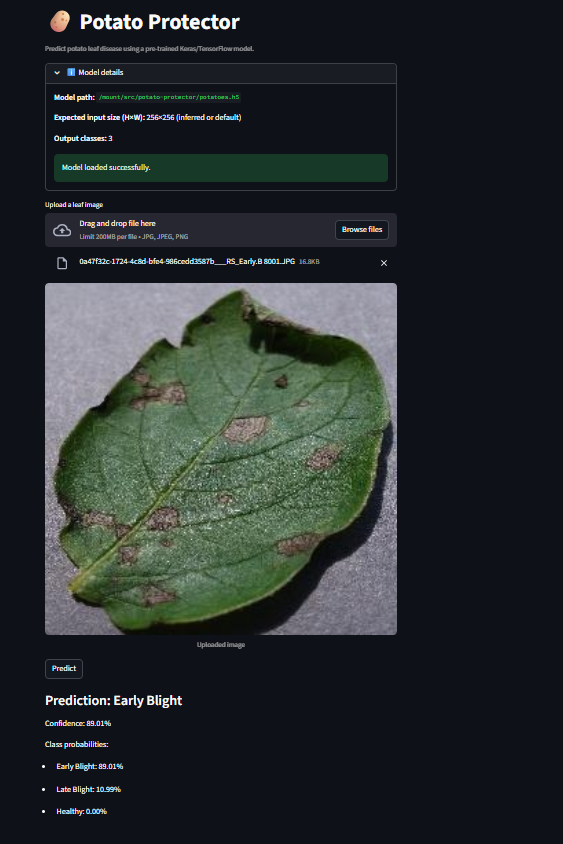 Potato Protector
Predict potato leaf disease using a pre-trained Keras/TensorFlow model.
Model details
Model path: /mount/src/potato-protector/potatoes.h5
Expected input size (H×W): 256×256 (inferred or default)
Output classes: 3
Model loaded successfully.
Upload a leaf image
Drag and drop file here
Limit 200MB per file • JPG, JPEG, PNG
Browse files
0a47f32c-1724-4c8d-bfe4-986cedd3587b___RS_Early.B 8001.JPG 16.8KB
Uploaded image
Predict
Prediction: Early Blight
Confidence: 89.01%
Class probabilities:
• Early Blight: 89.01%
• Late Blight: 10.99%
• Healthy: 0.00%